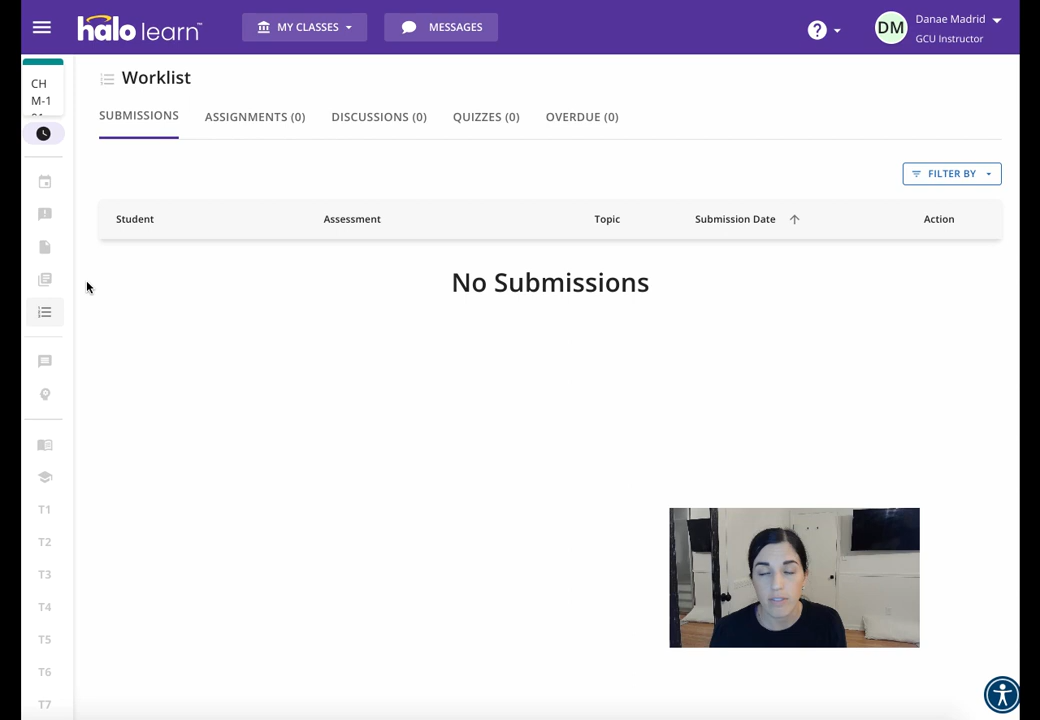 halo learn
MY CLASSES
MESSAGES
?
DM
Danae Madrid
GCU Instructor
CH
M-1
Worklist
SUBMISSIONS
ASSIGNMENTS (0)
DISCUSSIONS (0)
QUIZZES (0)
OVERDUE (0)
FILTER BY
Student
Assessment
Topic
Submission Date
Action
No Submissions
T1
T2
T3
T4
T5
T6
T7